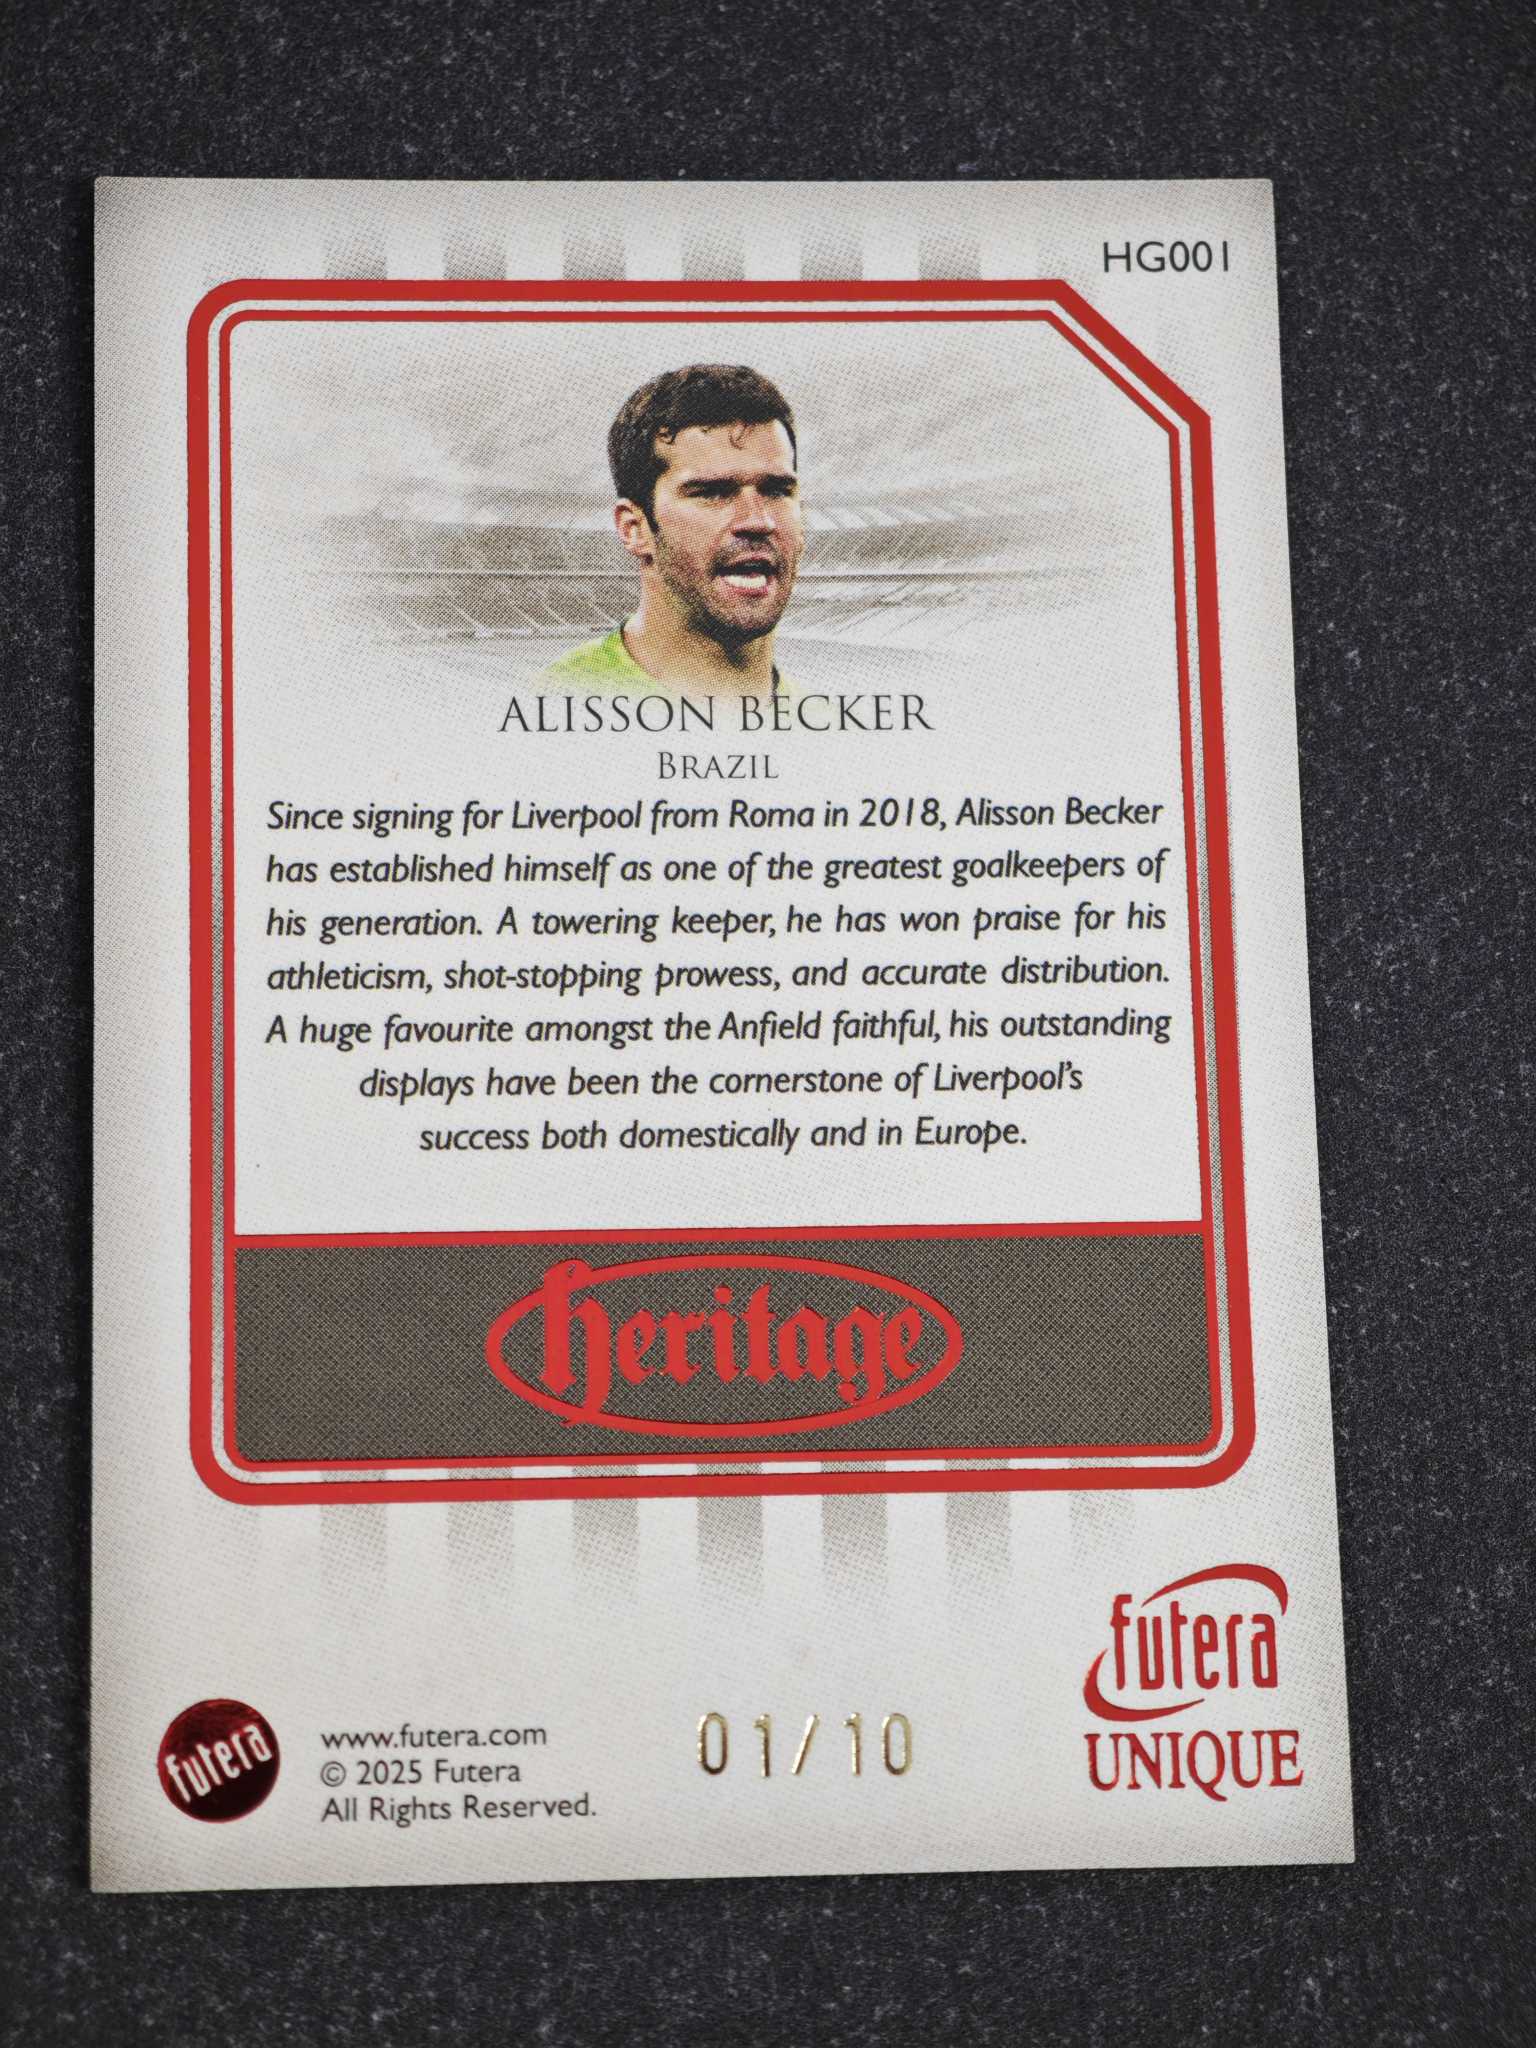 HG001
ALISSON BECKER
BRAZIL
Since signing for Liverpool from Roma in 2018, Alisson Becker
has established himself as one of the greatest goalkeepers of
his generation. A towering keeper, he has won praise for his
athleticism, shot-stopping prowess, and accurate distribution.
A huge favourite amongst the Anfield faithful, his outstanding
displays have been the cornerstone of Liverpool's
success both domestically and in Europe.
heritage
futera
UNIQUE
futera
www.futera.com
© 2025 Futera
All Rights Reserved.
01/10